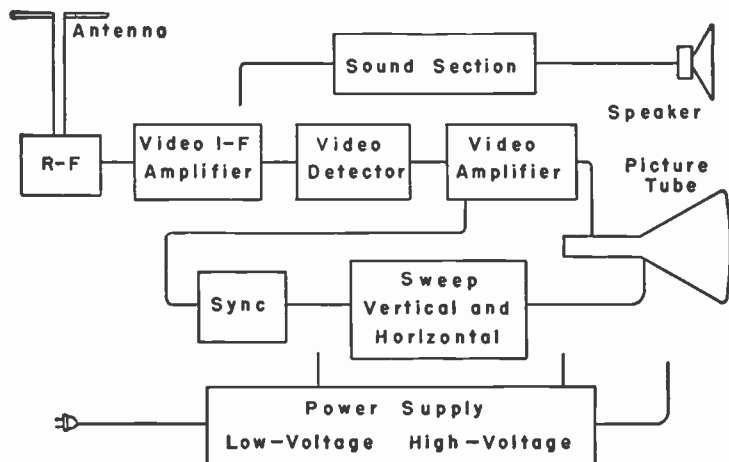 Antenna
Sound Section
Speaker
R-F
Video I-F
Amplifier
Video
Detector
Video
Amplifier
Picture
Tube
Sync
Sweep
Vertical and
Horizontal
Power Supply
Low-Voltage High-Voltage